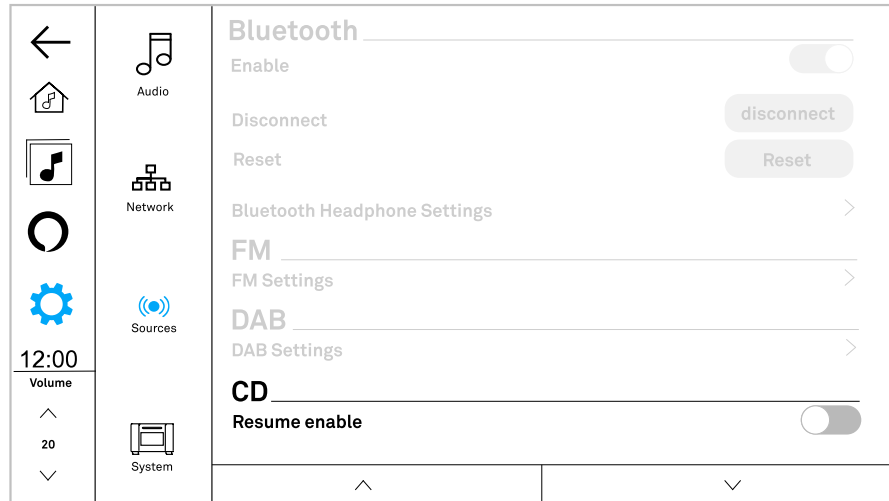 Bluetooth
Enable
Disconnect
disconnect
Reset
Reset
Bluetooth Headphone Settings
FM
FM Settings
DAB
DAB Settings
CD
Resume enable
Audio
Network
Sources
System
12:00
Volume
20